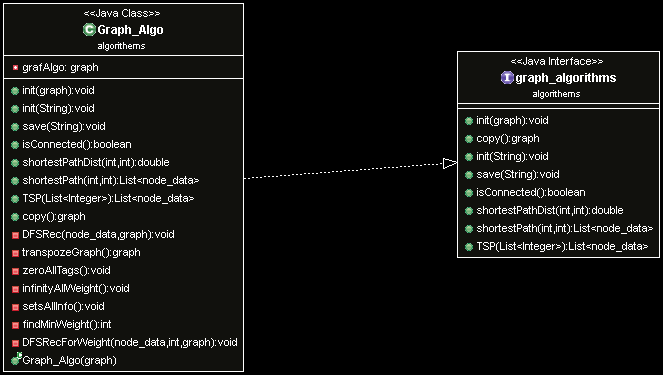 <<Java Class>>
C Graph_Algo
algorithems
grafAlgo: graph
init(graph):void
init(String):void
save(String):void
isConnected():boolean
shortestPathDist(int,int):double
shortestPath(int,int):List<node_data>
TSP(List<Integer>):List<node_data>
copy():graph
DFSRec(node_data,graph):void
transpozeGraph():graph
zeroAllTags():void
infinityAllWeight():void
setsAllInfo():void
findMinWeight():int
DFSRecForWeight(node_data,int,graph):void
c Graph_Algo(graph)
<<Java Interface>>
I graph_algorithms
algorithems
init(graph):void
copy():graph
init(String):void
save(String):void
isConnected():boolean
shortestPathDist(int,int):double
shortestPath(int,int):List<node_data>
TSP(List<Integer>):List<node_data>